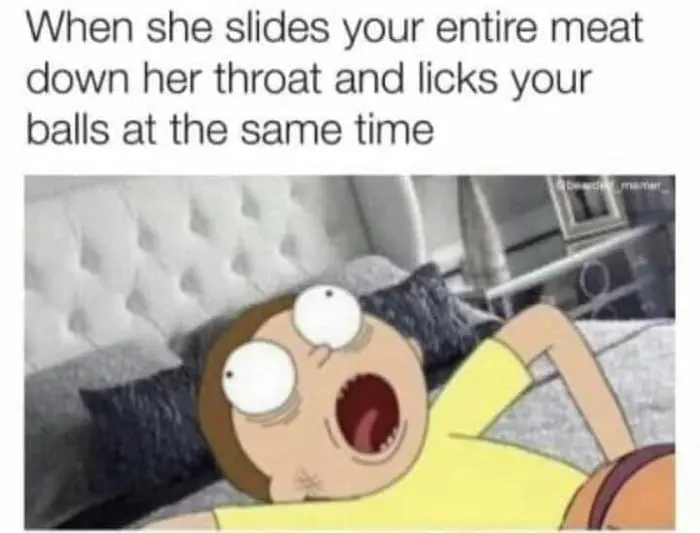 When she slides your entire meat
down her throat and licks your
balls at the same time